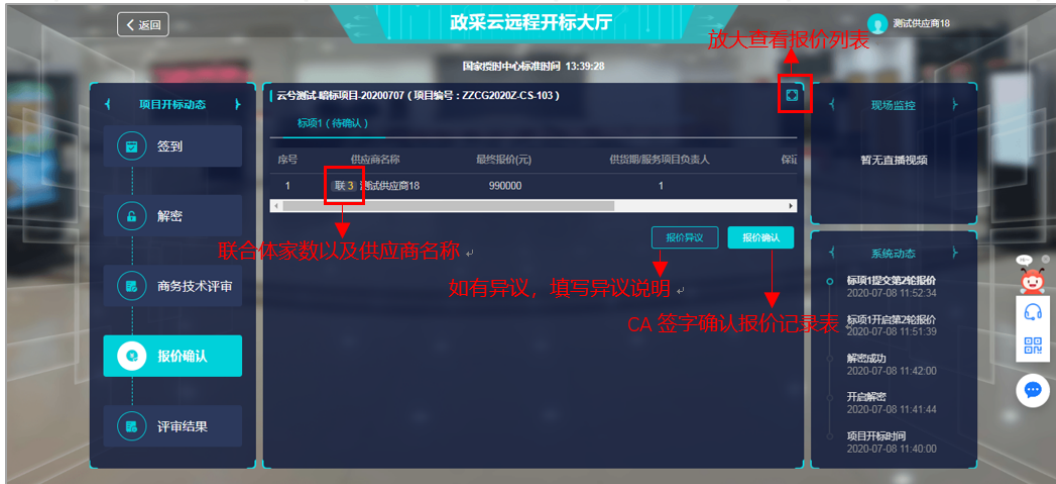 返回
政采云远程开标大厅
测试供应商18
放大查看报价列表
国家授时中心标准时间 13:39:28
项目开标动态
签到
解密
商务技术评审
报价确认
评审结果
云兮测试-暗标项目-20200707（项目编号：ZZCG2020Z-CS-103）
标项1（待确认）
序号 供应商名称 最终报价(元) 供货期/服务项目负责人 保证
1 联 3 测试供应商18 990000 1
报价异议 报价确认
联合体家数以及供应商名称
如有异议，填写异议说明
CA 签字确认报价记录表
现场监控
暂无直播视频
系统动态
标项1提交第2轮报价
2020-07-08 11:52:34
标项1开启第2轮报价
2020-07-08 11:51:39
解密成功
2020-07-08 11:42:00
开启解密
2020-07-08 11:41:44
项目开标时间
2020-07-08 11:40:00